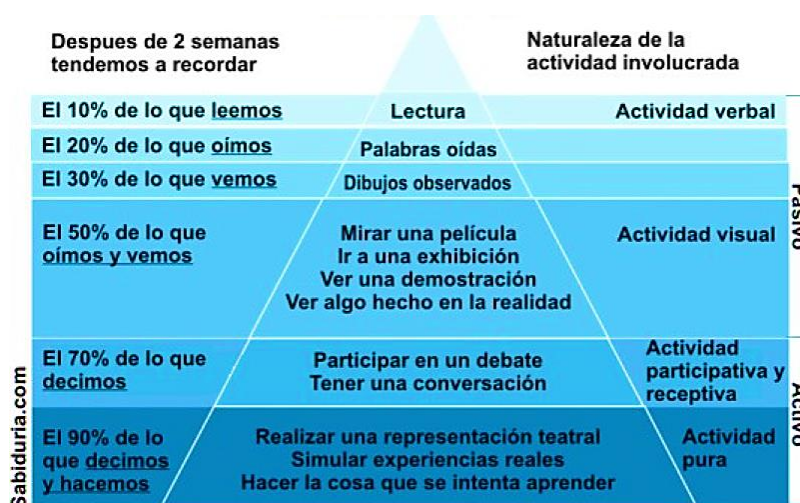 Despues de 2 semanas
tendemos a recordar
Naturaleza de la
actividad involucrada
El 10% de lo que leemos
Lectura
Actividad verbal
El 20% de lo que oímos
Palabras oídas
El 30% de lo que vemos
Dibujos observados
El 50% de lo que
oímos y vemos
Mirar una película
Ir a una exhibición
Ver una demostración
Ver algo hecho en la realidad
Actividad visual
Pasivo
El 70% de lo que
decimos
Participar en un debate
Tener una conversación
Actividad
participativa y
receptiva
El 90% de lo
que decimos
y hacemos
Realizar una representación teatral
Simular experiencias reales
Hacer la cosa que se intenta aprender
Actividad
pura
Activo
Sabiduria.com